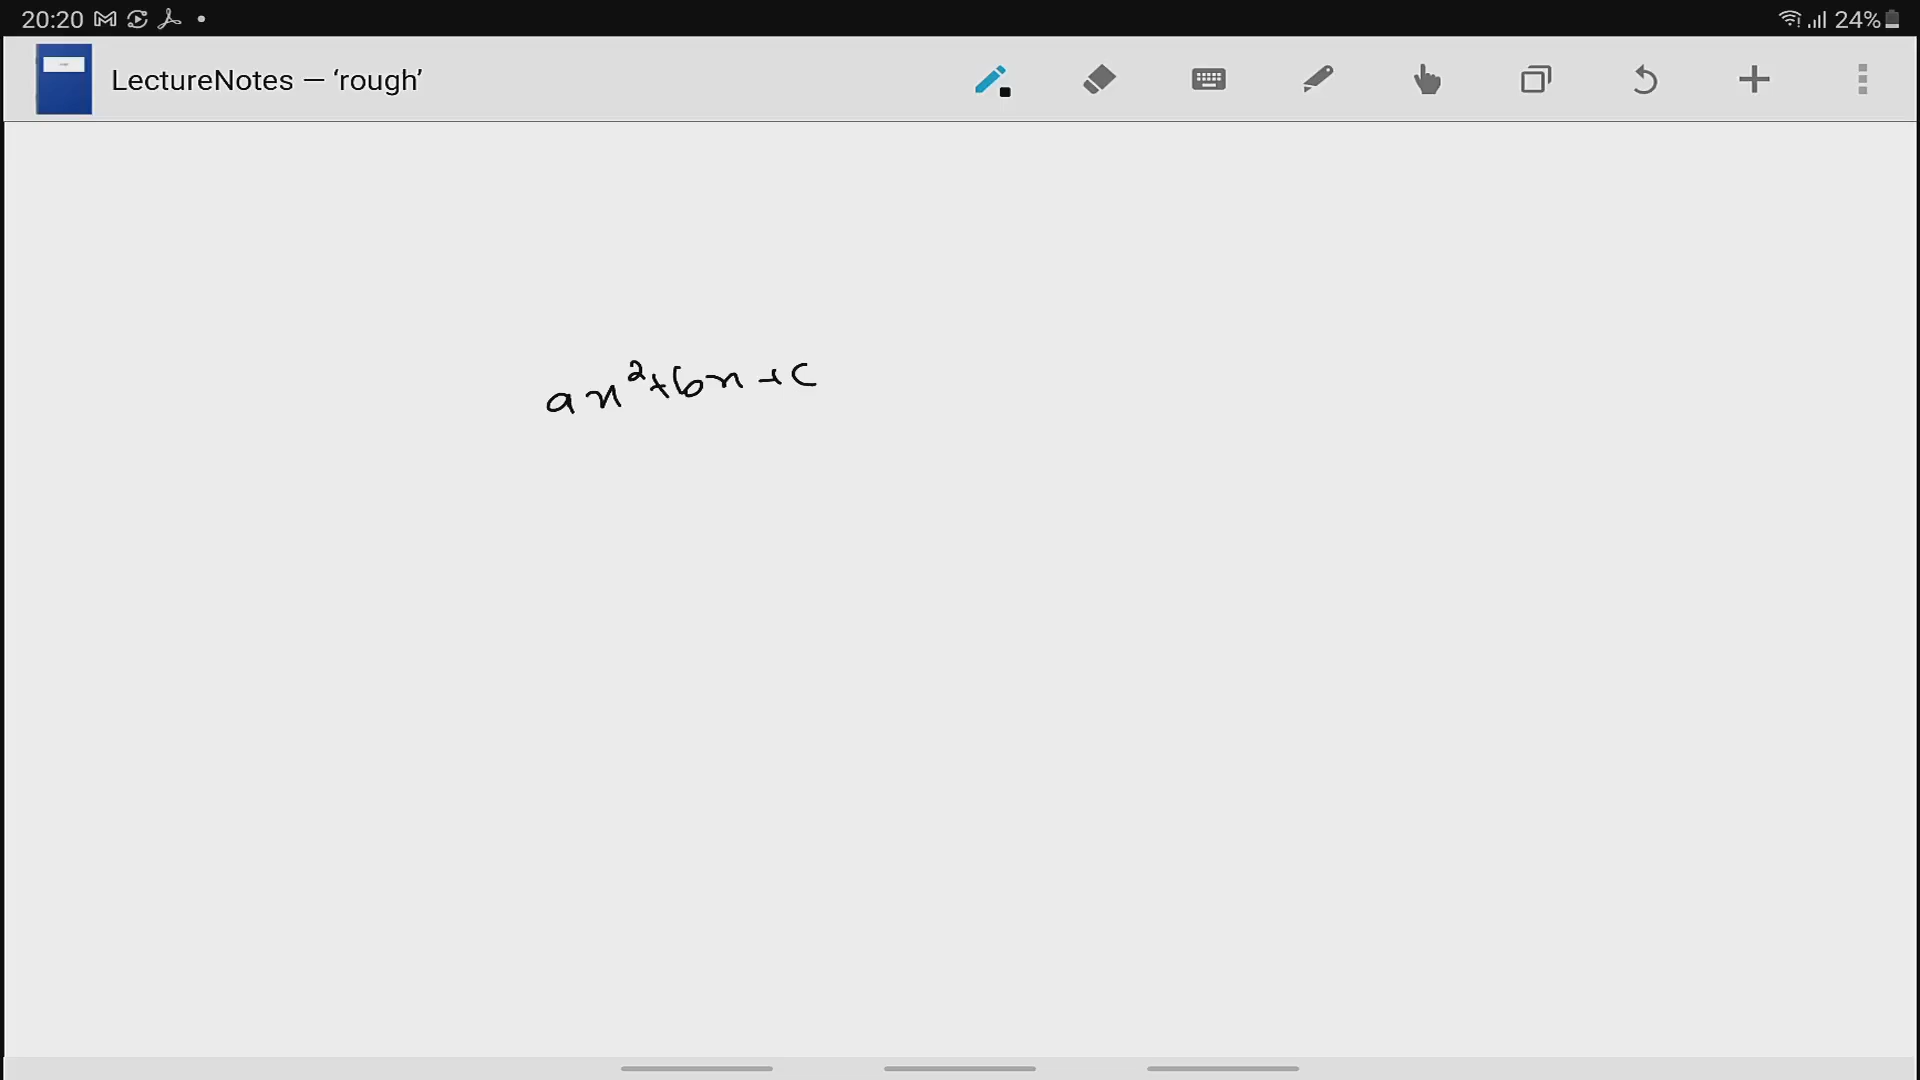 20:20 24%
LectureNotes — ‘rough’
ax²+bx+c